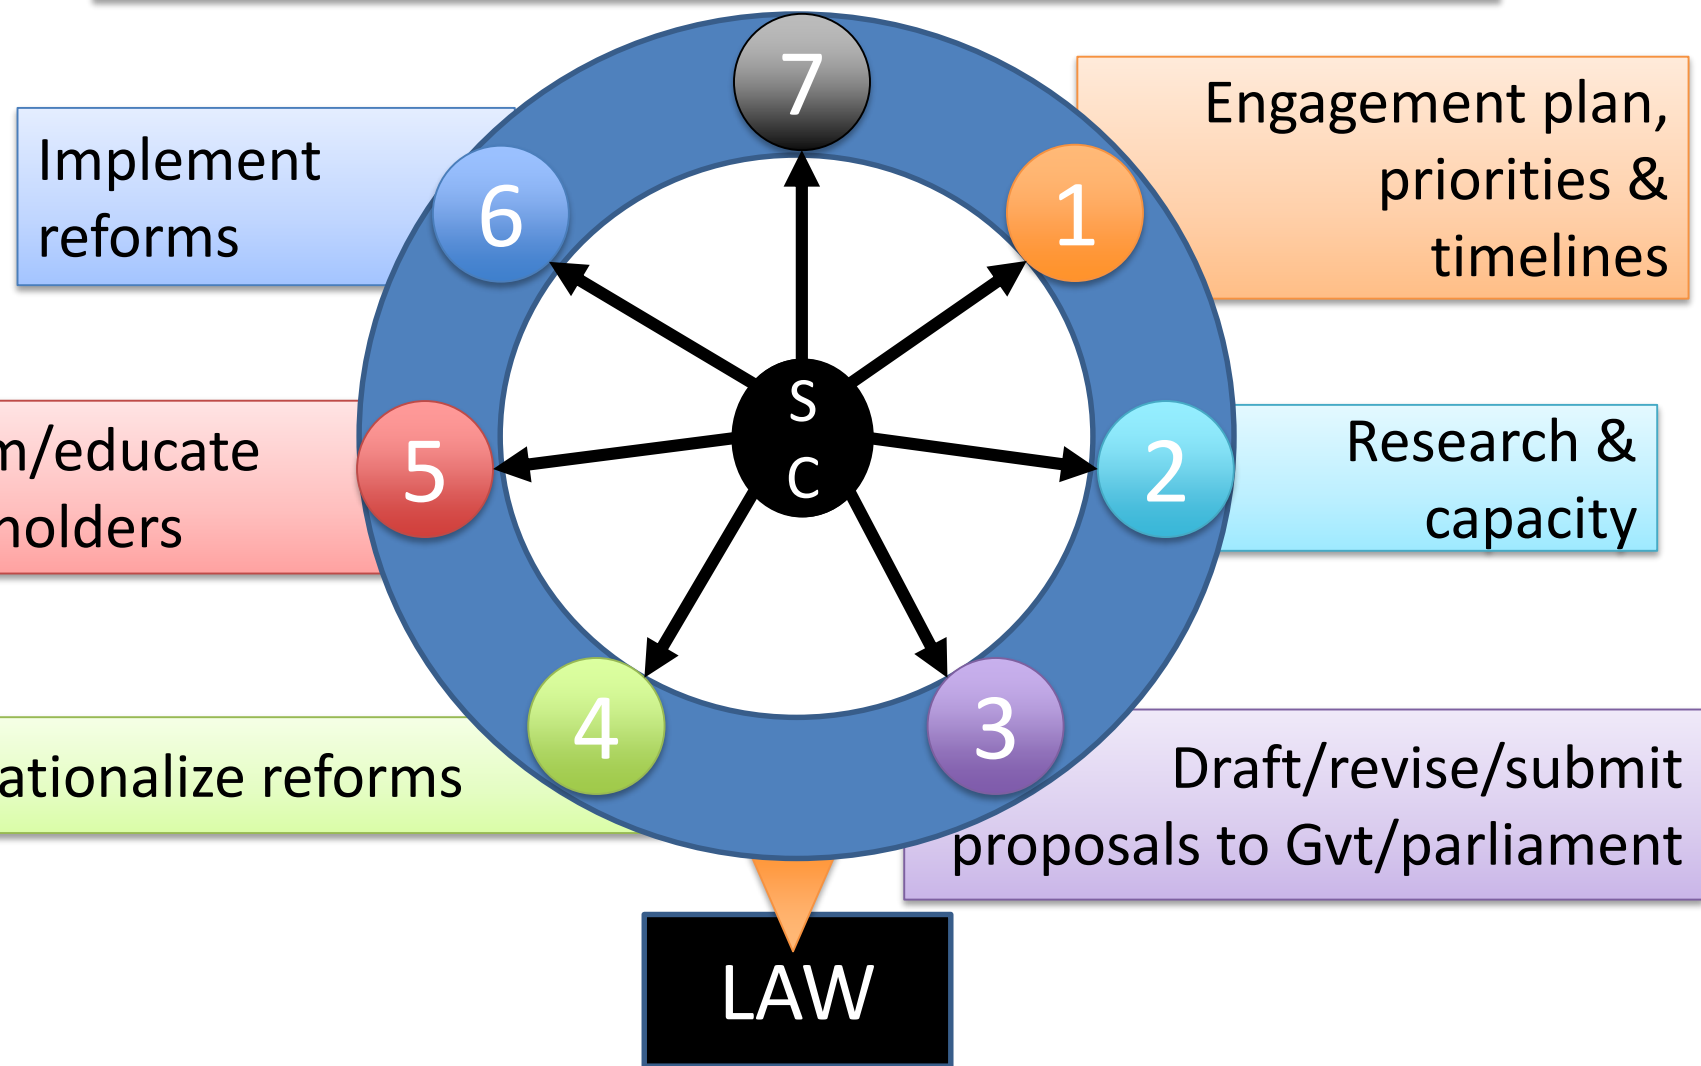 7
Engagement plan,
priorities &
timelines
1
Implement
reforms
6
S
C
Research &
capacity
2
m/educate
holders
5
ationalize reforms
4
3
Draft/revise/submit
proposals to Gvt/parliament
LAW